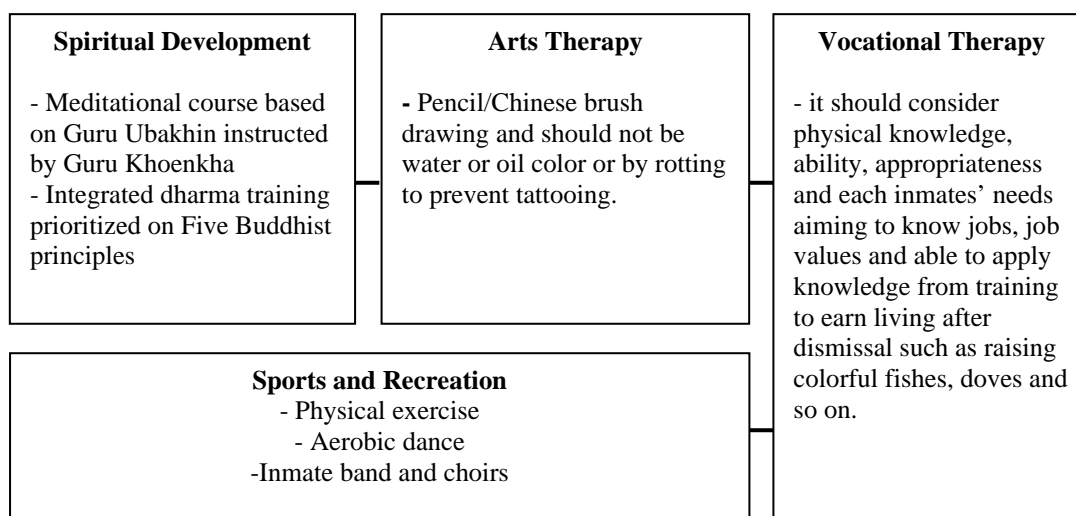 Spiritual Development
- Meditational course based
on Guru Ubakhin instructed
by Guru Khoenkha
- Integrated dharma training
prioritized on Five Buddhist
principles
Arts Therapy
- Pencil/Chinese brush
drawing and should not be
water or oil color or by rotting
to prevent tattooing.
Vocational Therapy
- it should consider
physical knowledge,
ability, appropriateness
and each inmates’ needs
aiming to know jobs, job
values and able to apply
knowledge from training
to earn living after
dismissal such as raising
colorful fishes, doves and
so on.
Sports and Recreation
- Physical exercise
- Aerobic dance
-Inmate band and choirs